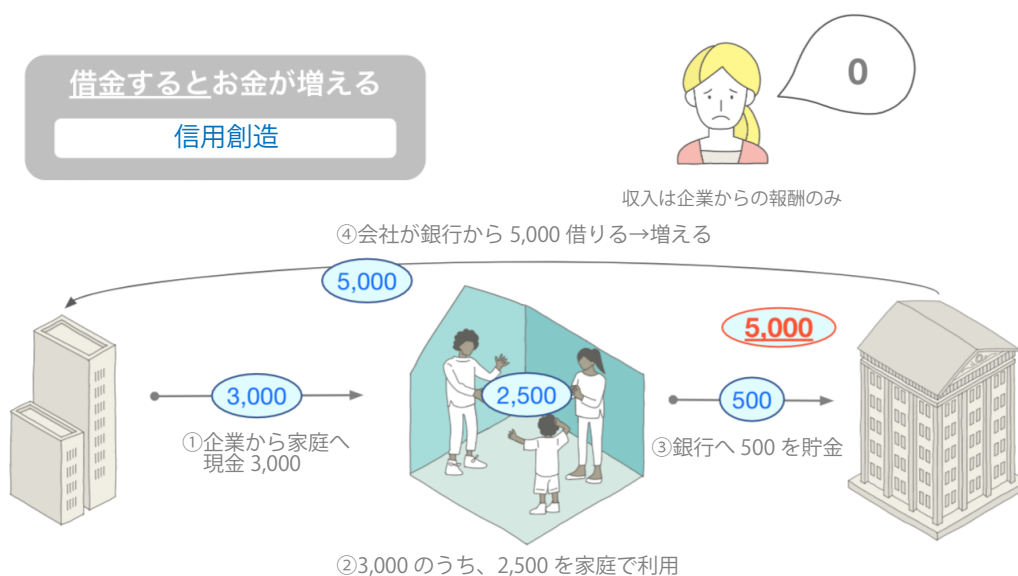 借金するとお金が増える
信用創造
0
収入は企業からの報酬のみ
④会社が銀行から 5,000 借りる→増える
5,000
5,000
3,000
2,500
500
①企業から家庭へ
現金 3,000
③銀行へ 500 を貯金
②3,000 のうち、2,500 を家庭で利用